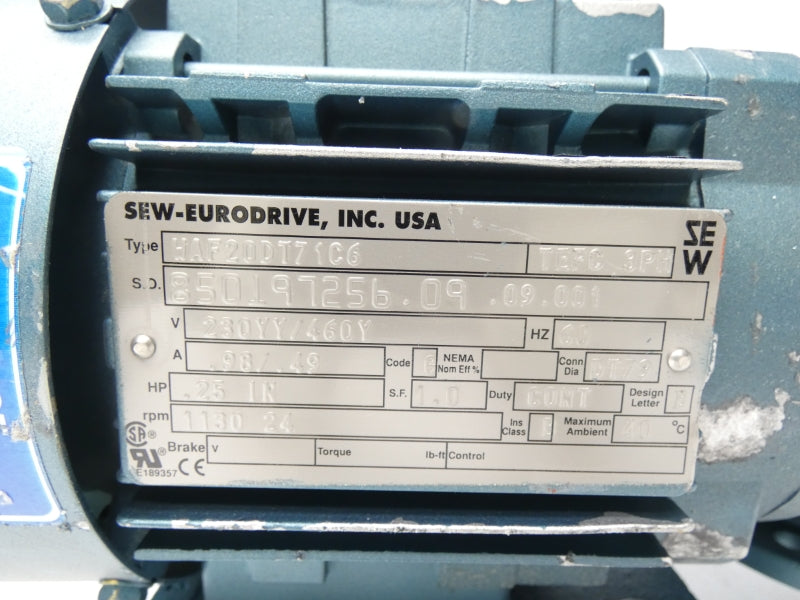 SEW-EURODRIVE, INC. USA
SEW
Type WAF20DT71C6 TEFC 3PH
S.O. 850197256.09 .09.001
V 230YY/460Y HZ 60
A .98/.49 Code NEMA Nom Eff % Conn Dia DT79
HP .25 IN S.F. 1.0 Duty CONT Design Letter
rpm 1130 24 Ins Class Maximum Ambient 40 °C
Brake V Torque lb-ft Control
E189357 CE